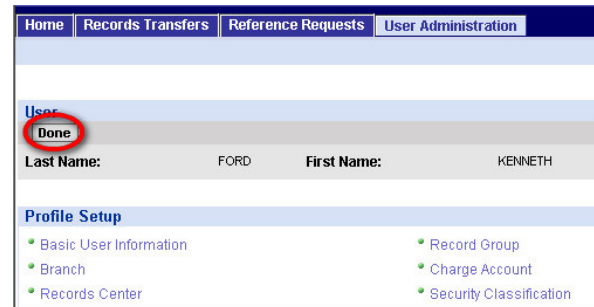 Home Records Transfers Reference Requests User Administration
User
Done
Last Name: FORD First Name: KENNETH
Profile Setup
Basic User Information Record Group
Branch Charge Account
Records Center Security Classification